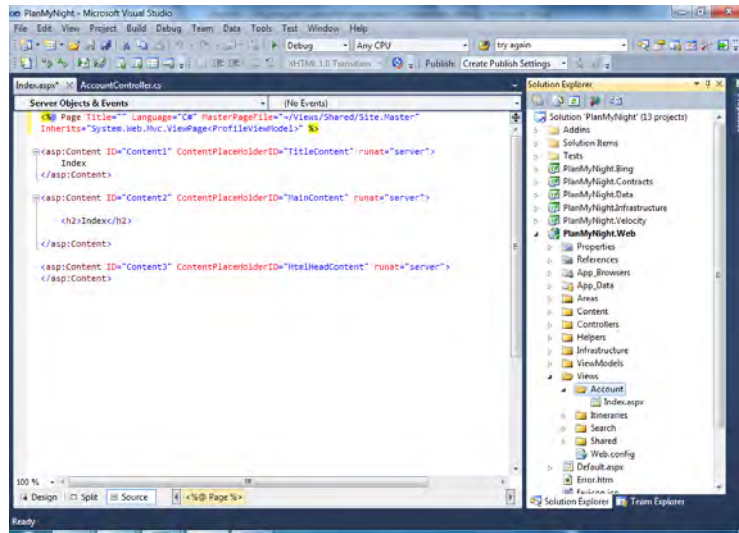 PlanMyNight - Microsoft Visual Studio
File Edit View Project Build Debug Team Data Tools Test Window Help
Debug Any CPU try again
XHTML 1.0 Transition Publish: Create Publish Settings
Index.aspx* AccountController.cs
Server Objects & Events (No Events)
<%@ Page Title="" Language="C#" MasterPageFile="~/Views/Shared/Site.Master"
Inherits="System.Web.Mvc.ViewPage<ProfileViewModel>" %>
<asp:Content ID="Content1" ContentPlaceHolderID="TitleContent" runat="server">
Index
</asp:Content>
<asp:Content ID="Content2" ContentPlaceHolderID="MainContent" runat="server">
<h2>Index</h2>
</asp:Content>
<asp:Content ID="Content3" ContentPlaceHolderID="HtmlHeadContent" runat="server">
</asp:Content>
100 %
Design Split Source <%@ Page %>
Ready
Solution Explorer
Solution 'PlanMyNight' (13 projects)
Addins
Solution Items
Tests
PlanMyNight.Bing
PlanMyNight.Contracts
PlanMyNight.Data
PlanMyNight.Infrastructure
PlanMyNight.Velocity
PlanMyNight.Web
Properties
References
App_Browsers
App_Data
Areas
Content
Controllers
Helpers
Infrastructure
ViewModels
Views
Account
Index.aspx
Itineraries
Search
Shared
Web.config
Default.aspx
Error.htm
favicon.ico
Solution Explorer Team Explorer